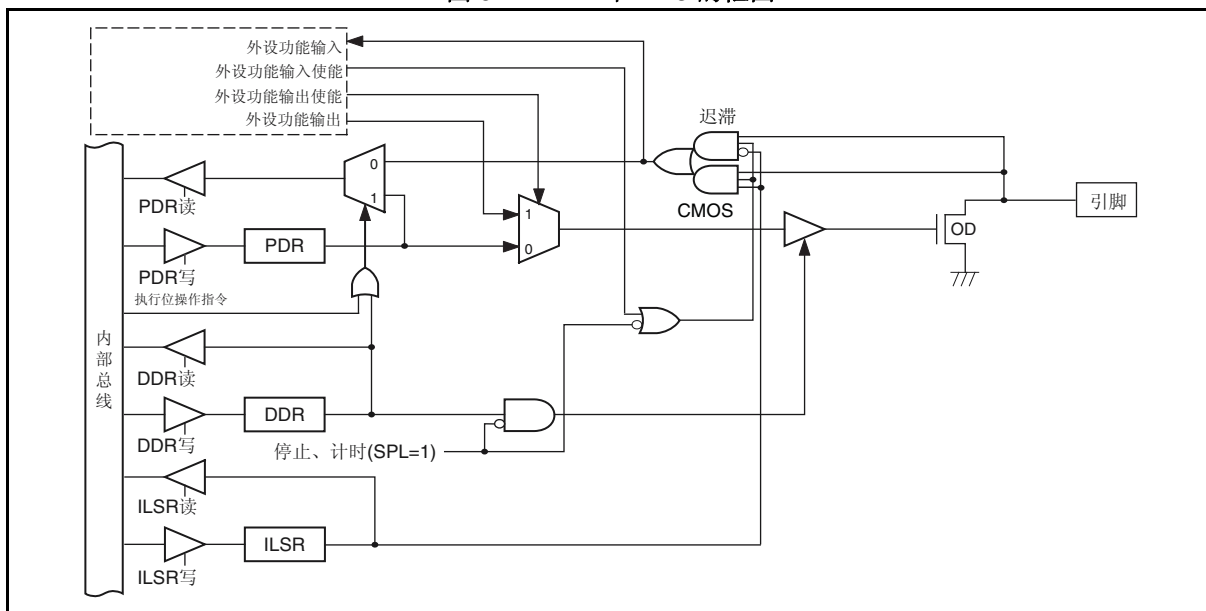 外设功能输入
外设功能输入使能
外设功能输出使能
外设功能输出
迟滞
0
1
PDR读
CMOS
引脚
1
0
OD
PDR
PDR写
执行位操作指令
内部总线
DDR读
DDR
DDR写
停止、计时(SPL=1)
ILSR读
ILSR
ILSR写